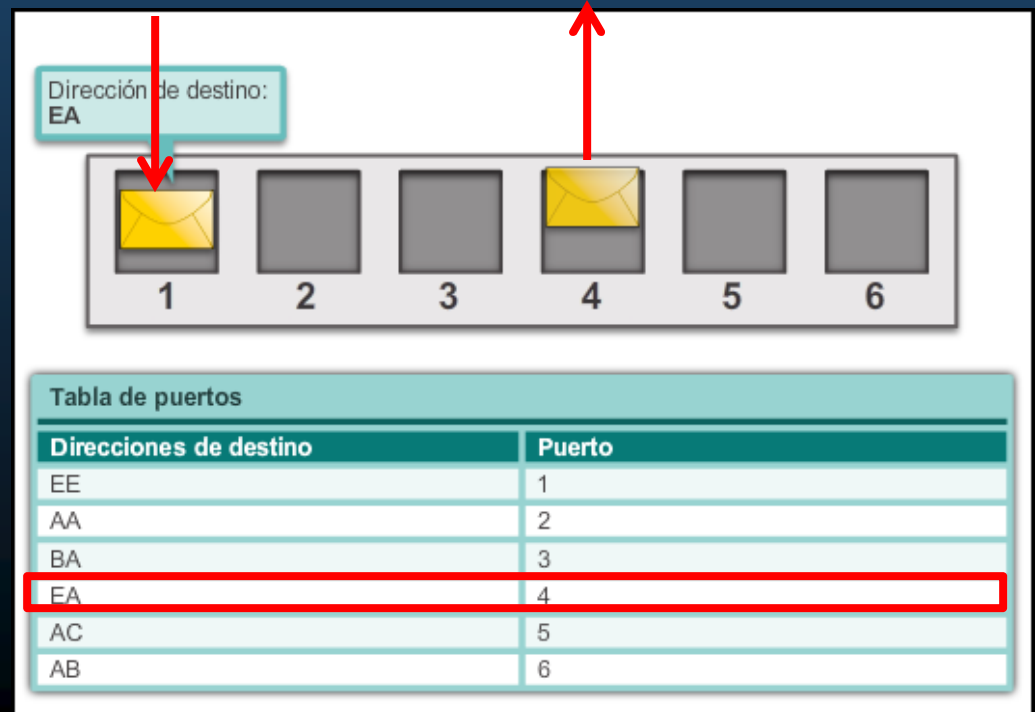 Dirección de destino:
EA
1 2 3 4 5 6
Tabla de puertos
Direcciones de destino Puerto
EE 1
AA 2
BA 3
EA 4
AC 5
AB 6